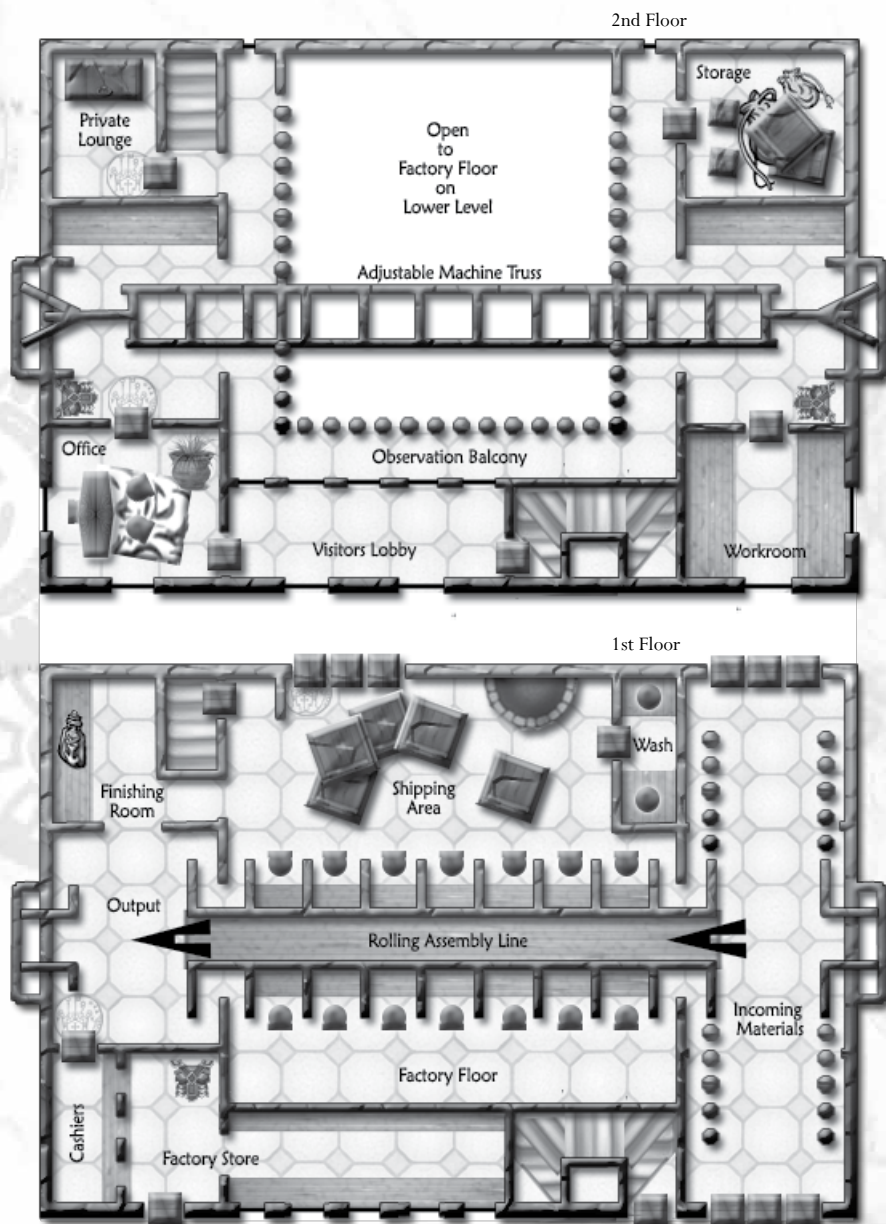 2nd Floor
Storage
Private
Lounge
Open
to
Factory Floor
on
Lower Level
Adjustable Machine Truss
Office
Observation Balcony
Visitors Lobby
Workroom
1st Floor
Wash
Finishing
Room
Shipping
Area
Output
Rolling Assembly Line
Incoming
Materials
Factory Floor
Cashiers
Factory Store